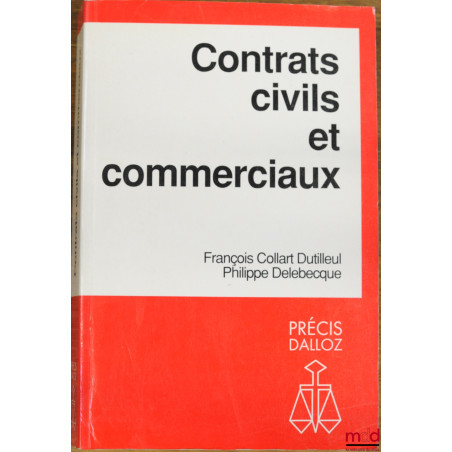 Contrats
civils
et
commerciaux
François Collart Dutilleul
Philippe Delebecque
PRÉCIS
DALLOZ